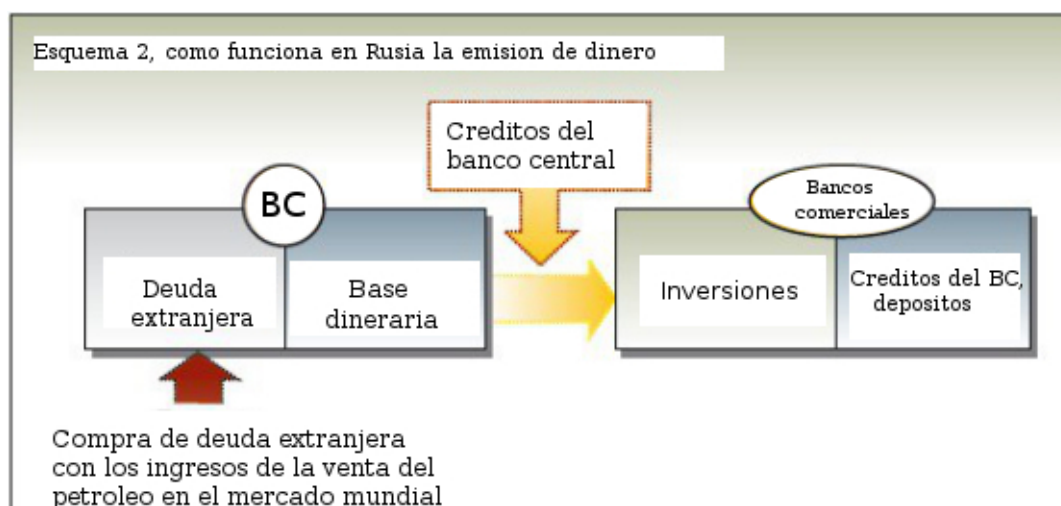 Esquema 2, como funciona en Rusia la emision de dinero
Creditos del
banco central
BC
Bancos
comerciales
Deuda
extranjera
Base
dineraria
Inversiones
Creditos del BC,
depositos
Compra de deuda extranjera
con los ingresos de la venta del
petroleo en el mercado mundial